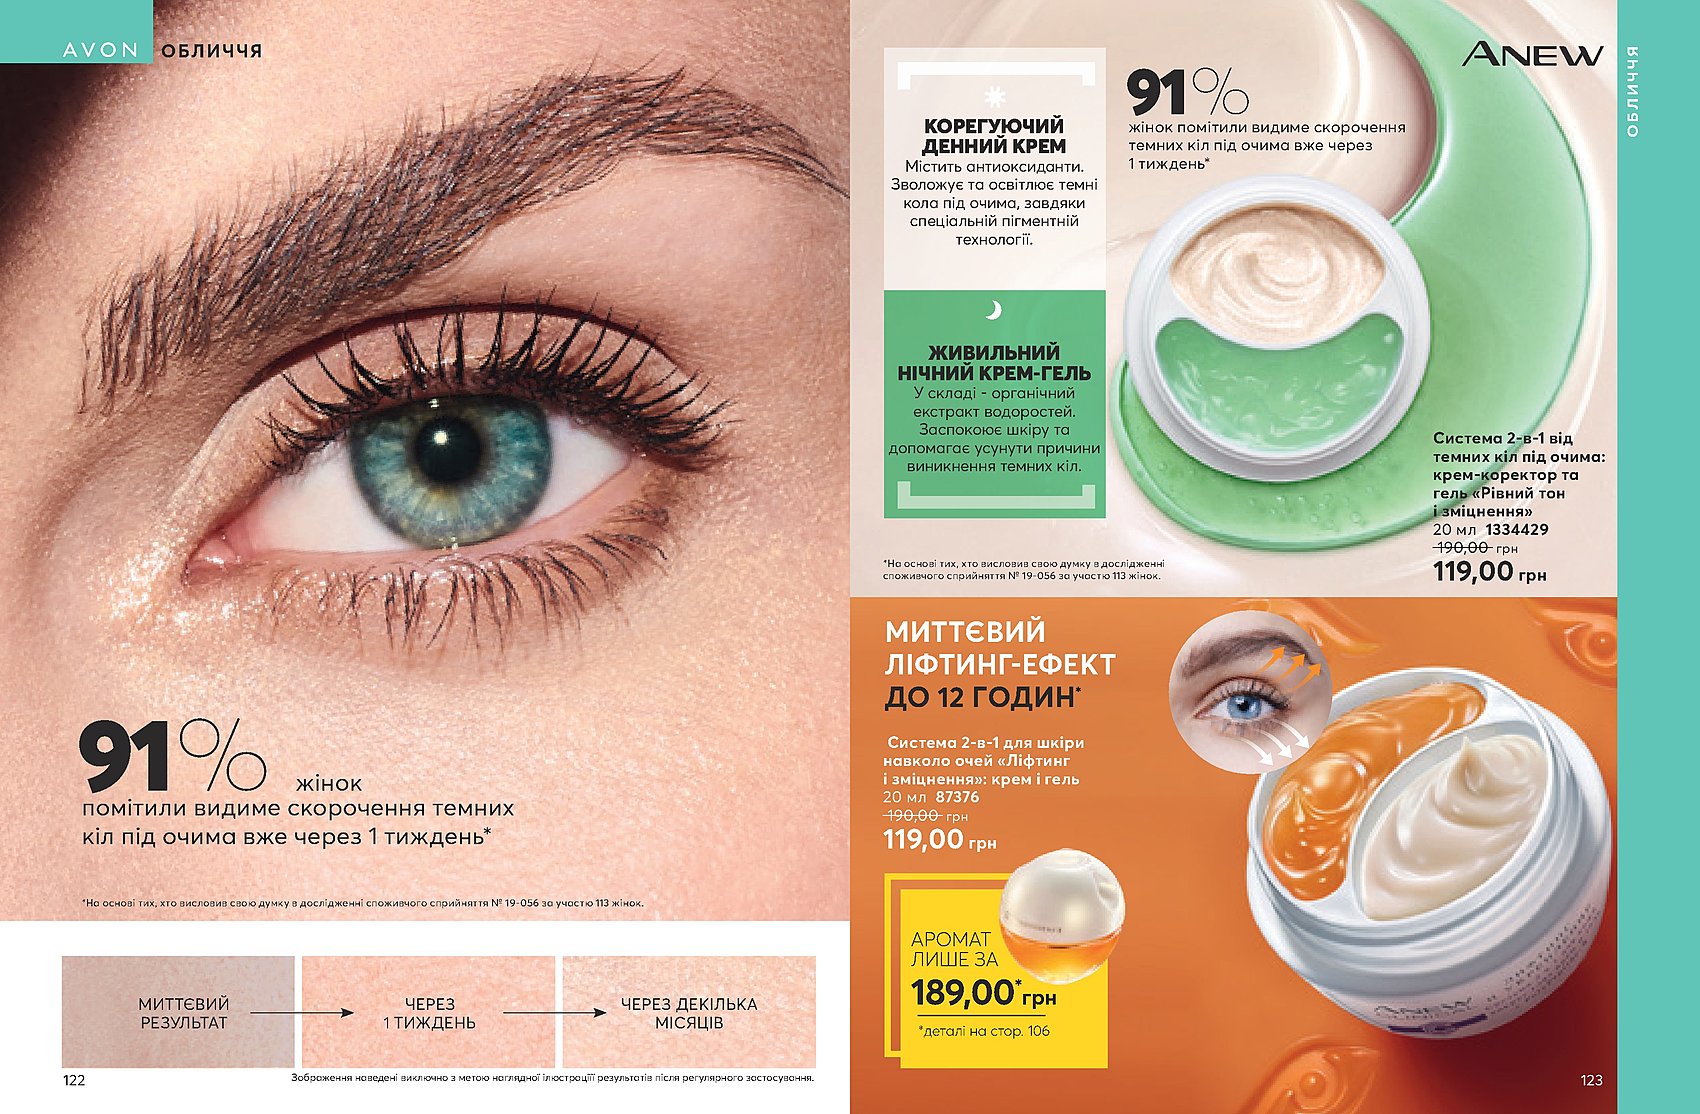 AVON ОБЛИЧЧЯ
91% жінок
помітили видиме скорочення темних
кіл під очима вже через 1 тиждень*
*На основі тих, хто висловив свою думку в дослідженні споживчого сприйняття № 19-056 за участю 113 жінок.
МИТТЄВИЙ
РЕЗУЛЬТАТ
ЧЕРЕЗ
1 ТИЖДЕНЬ
ЧЕРЕЗ ДЕКІЛЬКА
МІСЯЦІВ
122
Зображення наведені виключно з метою наглядної ілюстраціїї результатів після регулярного застосування.
ANEW
ОБЛИЧЧЯ
КОРЕГУЮЧИЙ
ДЕННИЙ КРЕМ
Містить антиоксиданти.
Зволожує та освітлює темні
кола під очима, завдяки
спеціальній пігментній
технології.
91%
жінок помітили видиме скорочення
темних кіл під очима вже через
1 тиждень*
ЖИВИЛЬНИЙ
НІЧНИЙ КРЕМ-ГЕЛЬ
У складі - органічний
екстракт водоростей.
Заспокоює шкіру та
допомагає усунути причини
виникнення темних кіл.
Система 2-в-1 від
темних кіл під очима:
крем-коректор та
гель «Рівний тон
і зміцнення»
20 мл 1334429
190,00 грн
119,00 грн
*На основі тих, хто висловив свою думку в дослідженні
споживчого сприйняття № 19-056 за участю 113 жінок.
МИТТЄВИЙ
ЛІФТИНГ-ЕФЕКТ
ДО 12 ГОДИН*
Система 2-в-1 для шкіри
навколо очей «Ліфтинг
і зміцнення»: крем і гель
20 мл 87376
190,00 грн
119,00 грн
АРОМАТ
ЛИШЕ ЗА
189,00* грн
*деталі на стор. 106
ANEW
123